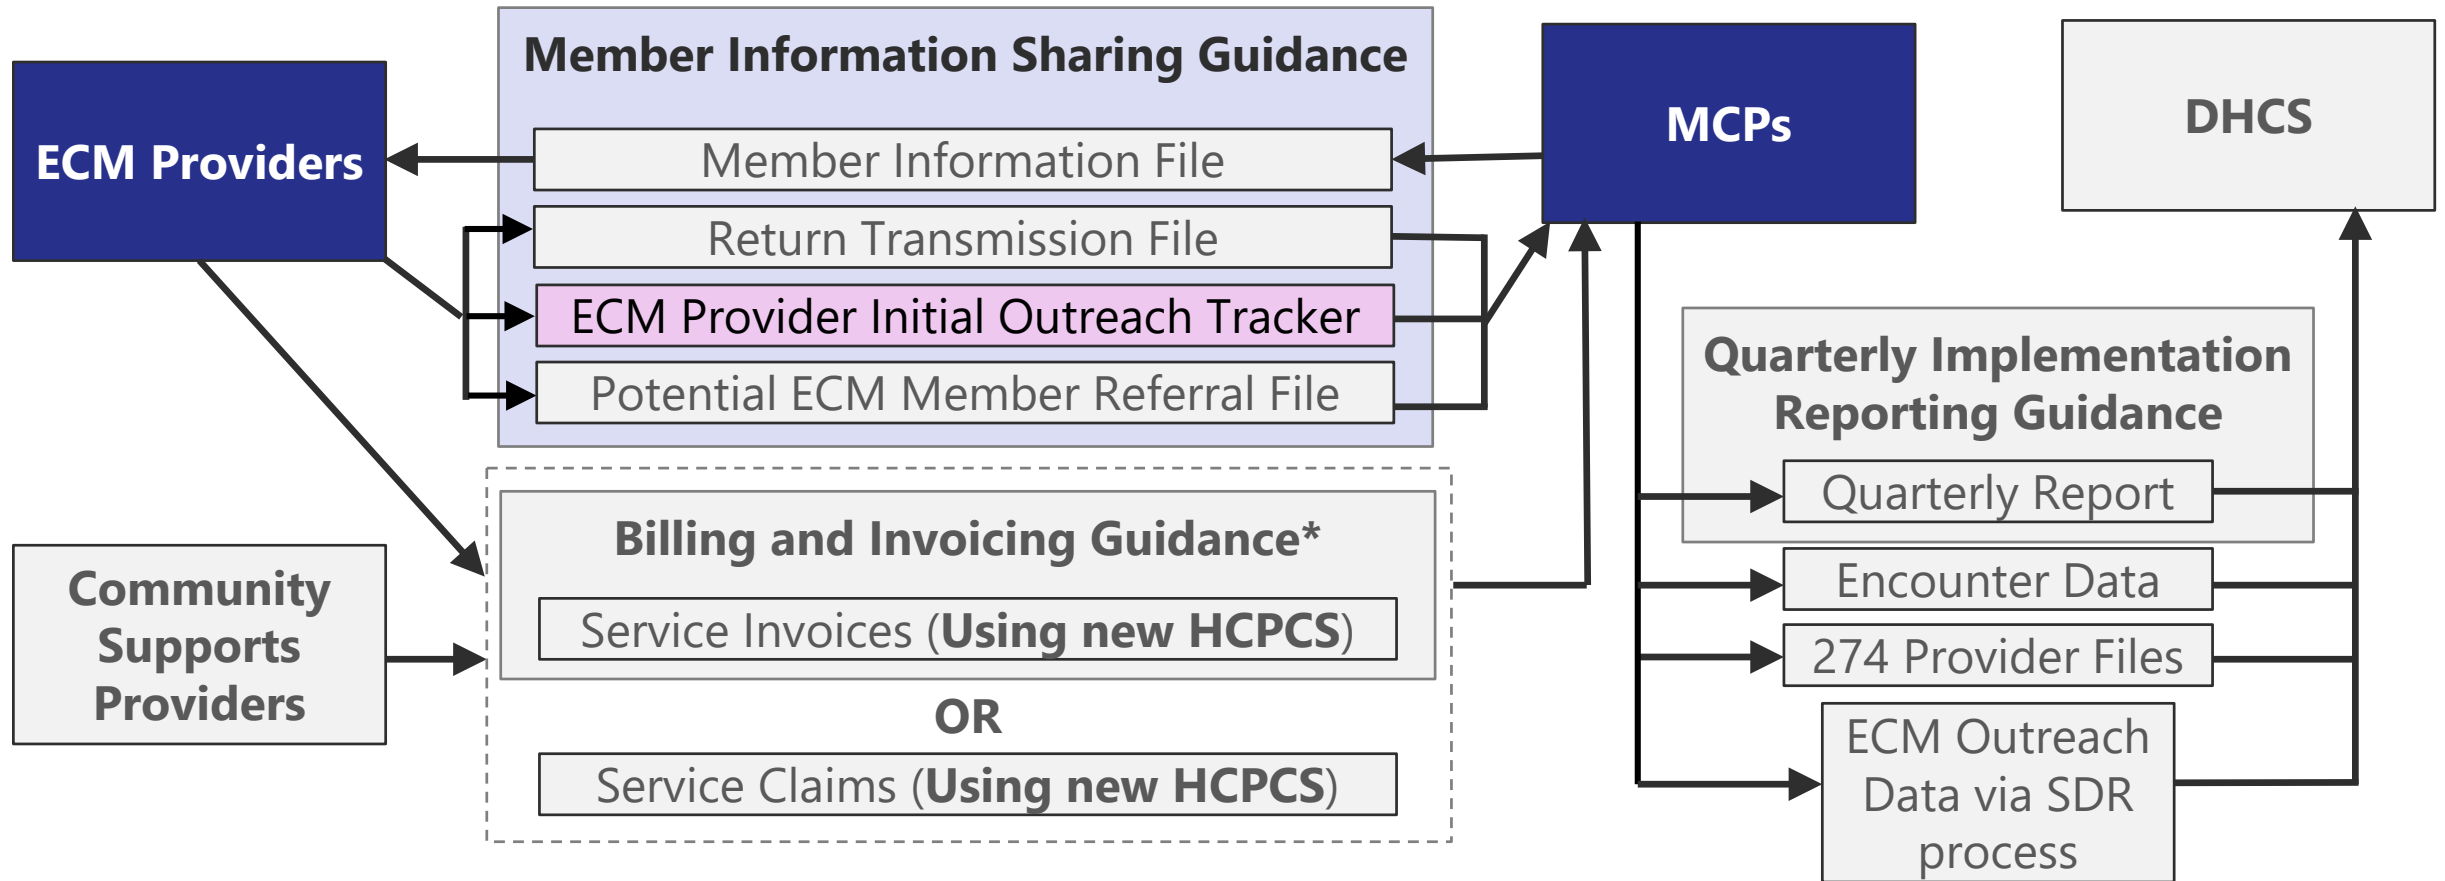 Member Information Sharing Guidance
ECM Providers
Member Information File
Return Transmission File
ECM Provider Initial Outreach Tracker
Potential ECM Member Referral File
MCPs
DHCS
Community
Supports
Providers
Billing and Invoicing Guidance*
Service Invoices (Using new HCPCS)
OR
Service Claims (Using new HCPCS)
Quarterly Implementation
Reporting Guidance
Quarterly Report
Encounter Data
274 Provider Files
ECM Outreach
Data via SDR
process